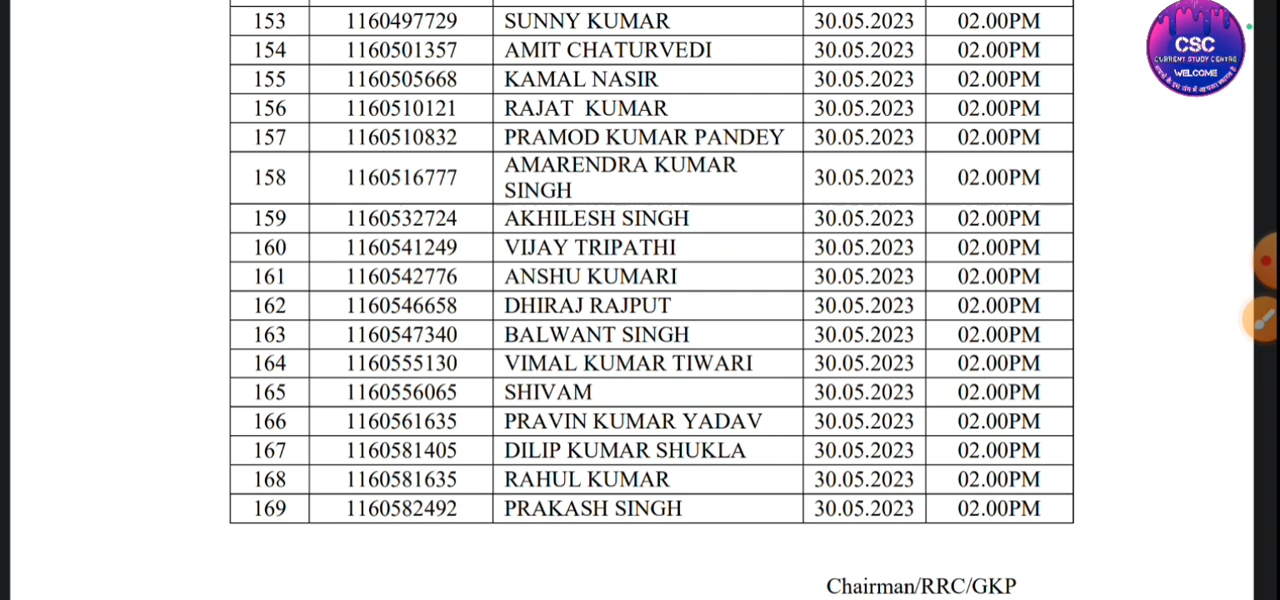 153 1160497729 SUNNY KUMAR 30.05.2023 02.00PM
154 1160501357 AMIT CHATURVEDI 30.05.2023 02.00PM
155 1160505668 KAMAL NASIR 30.05.2023 02.00PM
156 1160510121 RAJAT KUMAR 30.05.2023 02.00PM
157 1160510832 PRAMOD KUMAR PANDEY 30.05.2023 02.00PM
158 1160516777 AMARENDRA KUMAR SINGH 30.05.2023 02.00PM
159 1160532724 AKHILESH SINGH 30.05.2023 02.00PM
160 1160541249 VIJAY TRIPATHI 30.05.2023 02.00PM
161 1160542776 ANSHU KUMARI 30.05.2023 02.00PM
162 1160546658 DHIRAJ RAJPUT 30.05.2023 02.00PM
163 1160547340 BALWANT SINGH 30.05.2023 02.00PM
164 1160555130 VIMAL KUMAR TIWARI 30.05.2023 02.00PM
165 1160556065 SHIVAM 30.05.2023 02.00PM
166 1160561635 PRAVIN KUMAR YADAV 30.05.2023 02.00PM
167 1160581405 DILIP KUMAR SHUKLA 30.05.2023 02.00PM
168 1160581635 RAHUL KUMAR 30.05.2023 02.00PM
169 1160582492 PRAKASH SINGH 30.05.2023 02.00PM
Chairman/RRC/GKP
CSC
CURRENT STUDY CENTRE
WELCOME